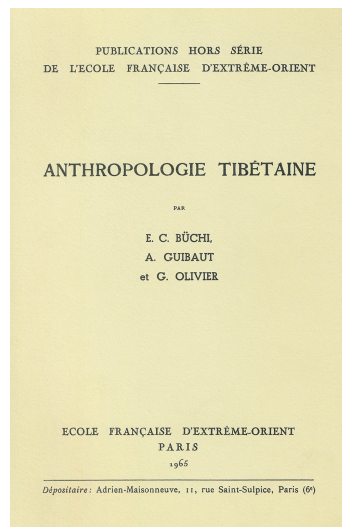 PUBLICATIONS HORS SÉRIE
DE L'ECOLE FRANÇAISE D'EXTRÊME-ORIENT
ANTHROPOLOGIE TIBÉTAINE
PAR
E. C. BÜCHI,
A. GUIBAUT
et G. OLIVIER
ECOLE FRANÇAISE D'EXTRÊME-ORIENT
PARIS
1965
Dépositaire: Adrien-Maisonneuve, 11, rue Saint-Sulpice, Paris (6e)